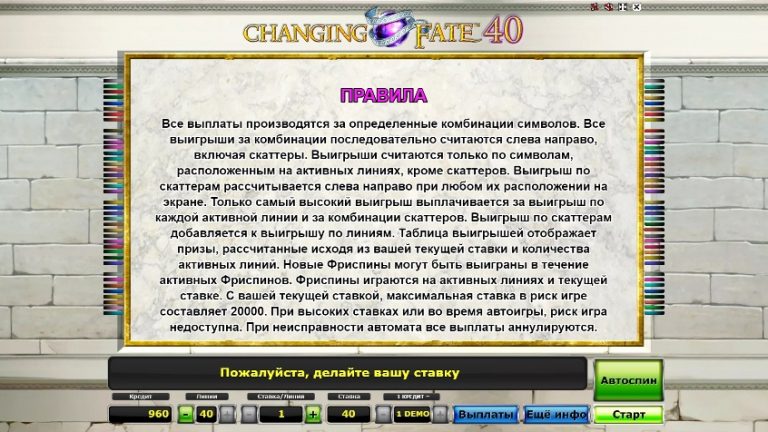 CHANGING FATE™ 40
ПРАВИЛА
Все выплаты производятся за определенные комбинации символов. Все
выигрыши за комбинации последовательно считаются слева направо,
включая скаттеры. Выигрыши считаются только по символам,
расположенным на активных линиях, кроме скаттеров. Выигрыш по
скаттерам рассчитывается слева направо при любом их расположении на
экране. Только самый высокий выигрыш выплачивается за выигрыш по
каждой активной линии и за комбинации скаттеров. Выигрыш по скаттерам
добавляется к выигрышу по линиям. Таблица выигрышей отображает
призы, рассчитанные исходя из вашей текущей ставки и количества
активных линий. Новые Фриспины могут быть выиграны в течение
активных Фриспинов. Фриспины играются на активных линиях и текущей
ставке. С вашей текущей ставкой, максимальная ставка в риск игре
составляет 20000. При высоких ставках или во время автоигры, риск игра
недоступна. При неисправности автомата все выплаты аннулируются.
Пожалуйста, делайте вашу ставку
Автоспин
Кредит Линии Ставка/Линия Ставка 1 КРЕДИТ =
960 - 40 + - 1 + 40 - 1 DEMO + Выплаты Ещё инфо Старт